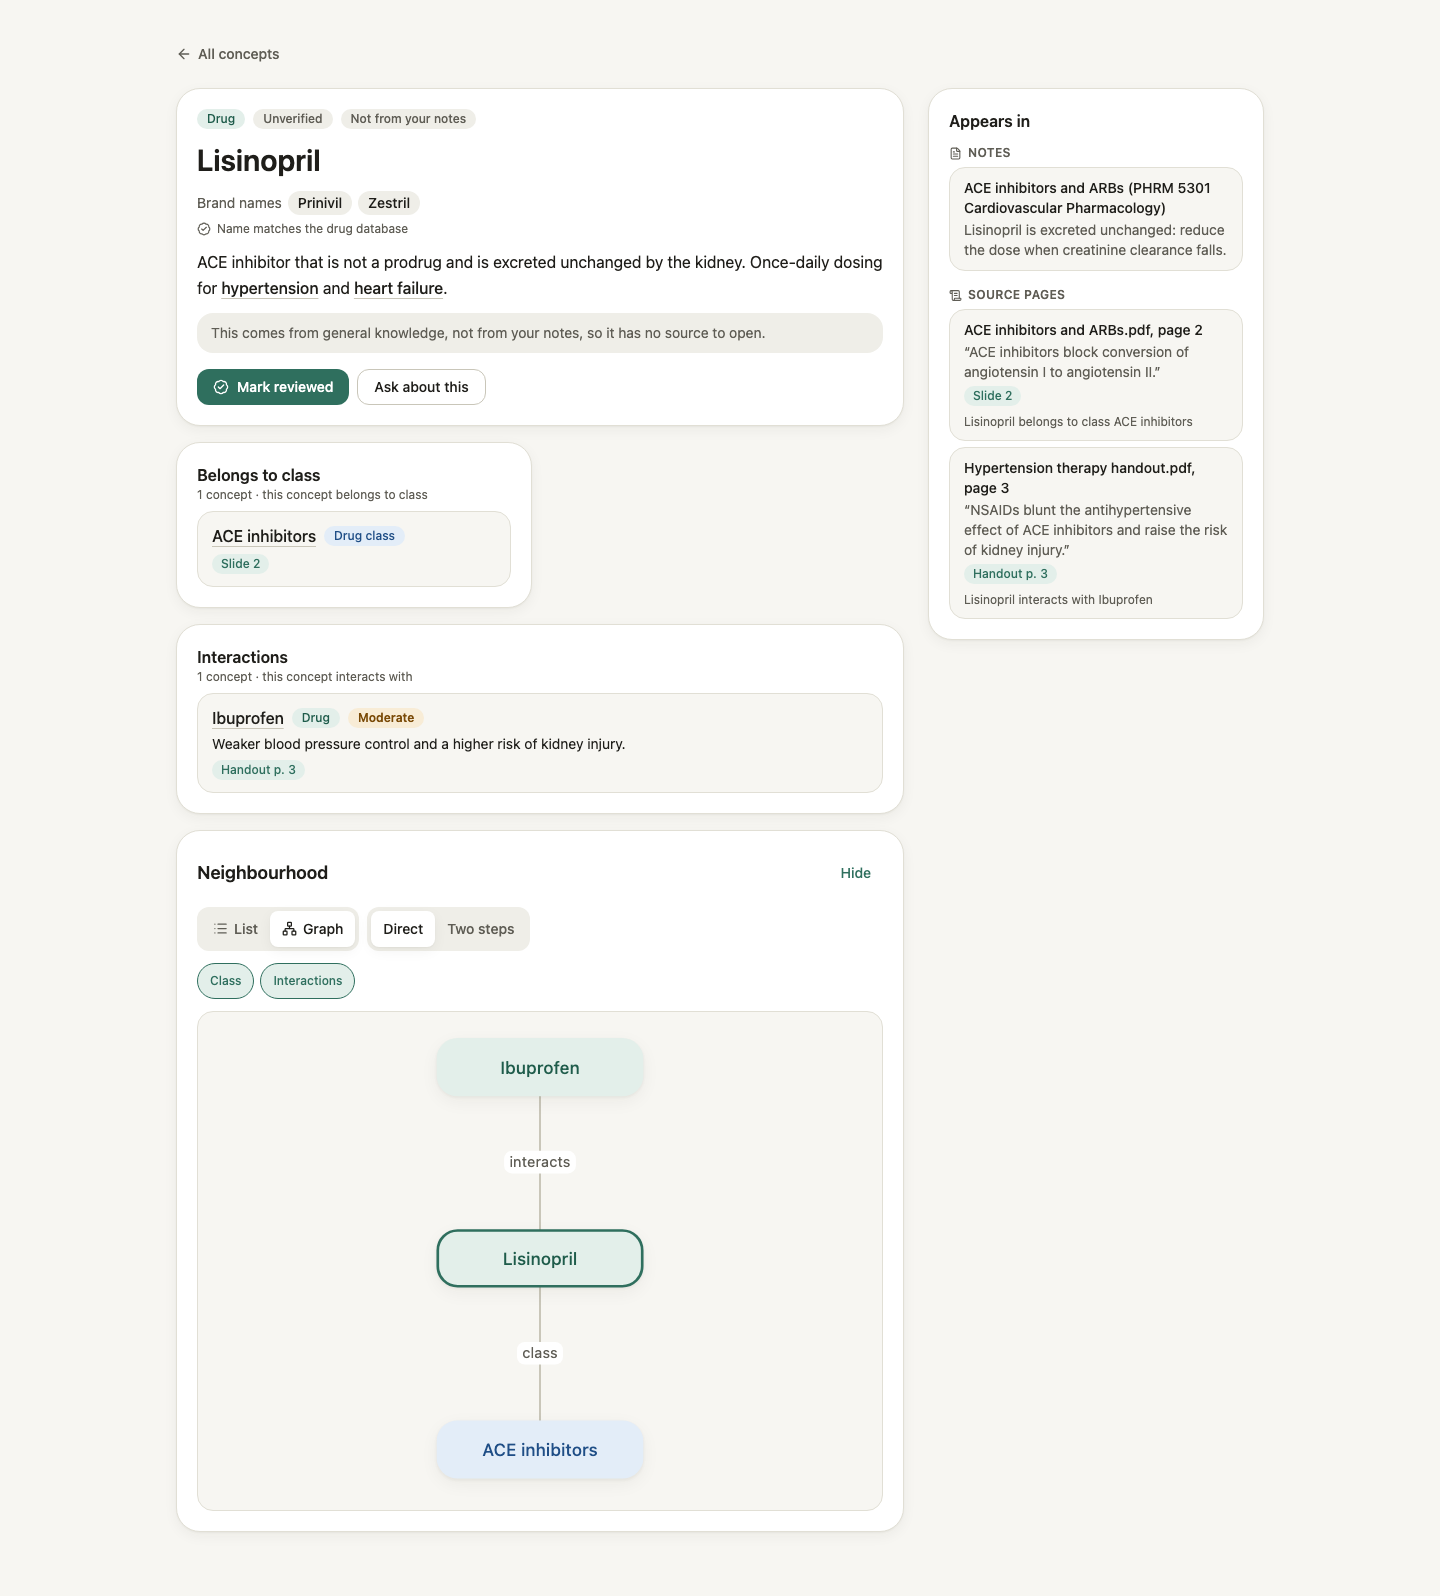 All concepts
Drug Unverified Not from your notes
Lisinopril
Brand names Prinivil Zestril
Name matches the drug database
ACE inhibitor that is not a prodrug and is excreted unchanged by the kidney. Once-daily dosing
for hypertension and heart failure.
This comes from general knowledge, not from your notes, so it has no source to open.
Mark reviewed Ask about this
Belongs to class
1 concept · this concept belongs to class
ACE inhibitors Drug class
Slide 2
Interactions
1 concept · this concept interacts with
Ibuprofen Drug Moderate
Weaker blood pressure control and a higher risk of kidney injury.
Handout p. 3
Neighbourhood Hide
List Graph Direct Two steps
Class Interactions
Ibuprofen
interacts
Lisinopril
class
ACE inhibitors
Appears in
NOTES
ACE inhibitors and ARBs (PHRM 5301
Cardiovascular Pharmacology)
Lisinopril is excreted unchanged: reduce
the dose when creatinine clearance falls.
SOURCE PAGES
ACE inhibitors and ARBs.pdf, page 2
“ACE inhibitors block conversion of
angiotensin I to angiotensin II.”
Slide 2
Lisinopril belongs to class ACE inhibitors
Hypertension therapy handout.pdf,
page 3
“NSAIDs blunt the antihypertensive
effect of ACE inhibitors and raise the risk
of kidney injury.”
Handout p. 3
Lisinopril interacts with Ibuprofen